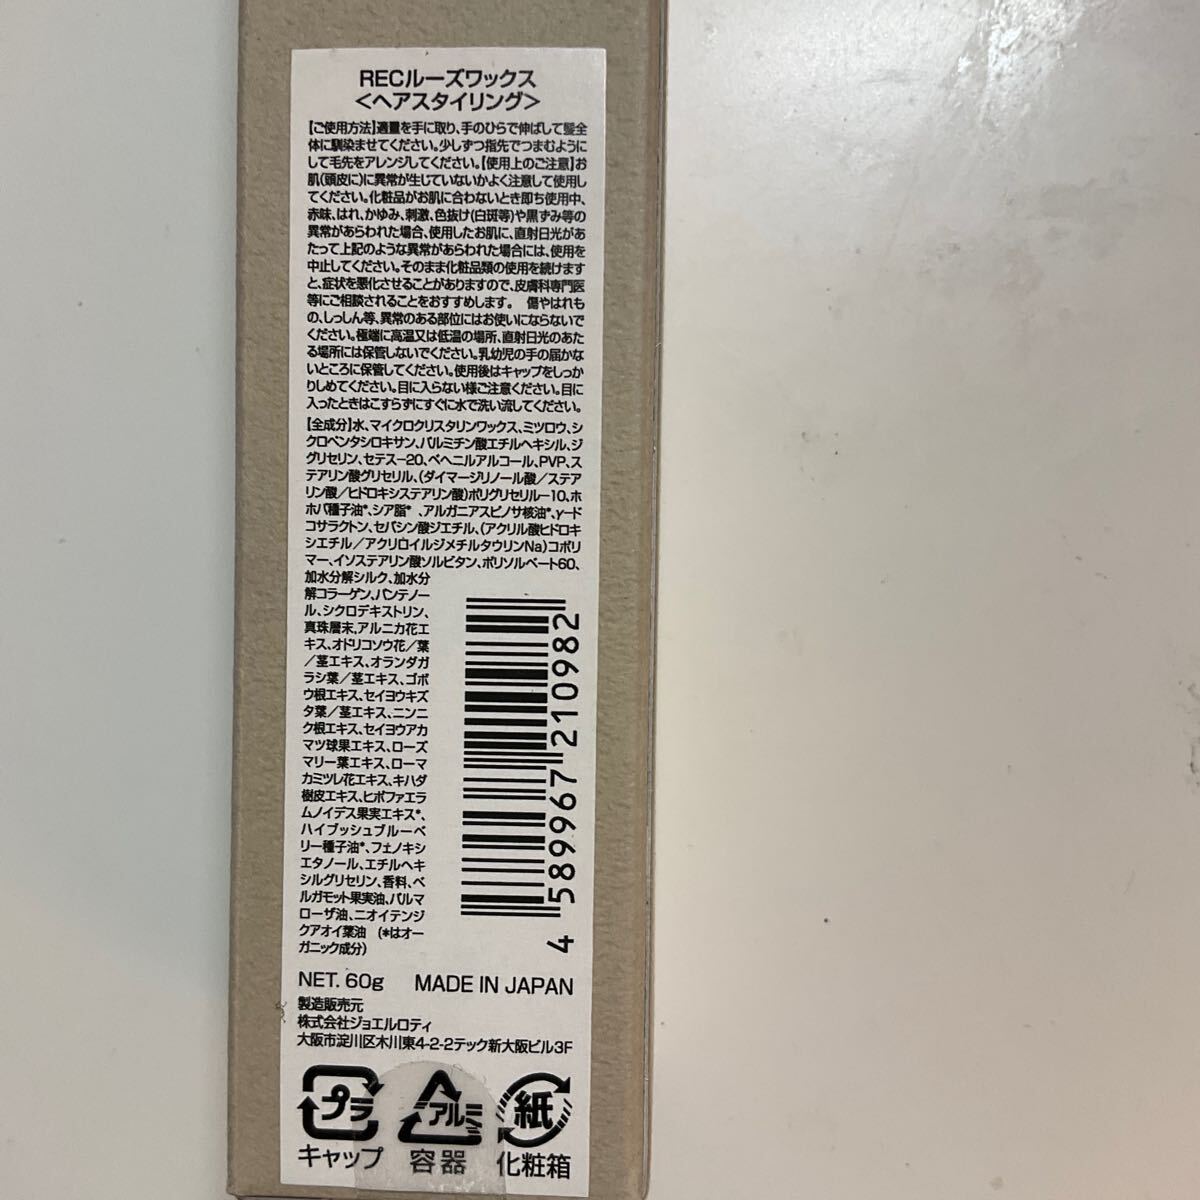 RECルーズワックス
<ヘアスタイリング>
【ご使用方法】適量を手に取り、手のひらで伸ばして髪全
体に馴染ませてください。少しずつ指先でつまむように
して毛先をアレンジしてください。【使用上のご注意】お
肌(頭皮に)に異常が生じていないかよく注意して使用し
てください。化粧品がお肌に合わないとき即ち使用中、
赤味、はれ、かゆみ、刺激、色抜け(白斑等)や黒ずみ等の
異常があらわれた場合、使用したお肌に、直射日光があ
たって上記のような異常があらわれた場合には、使用を
中止してください。そのまま化粧品類の使用を続けます
と、症状を悪化させることがありますので、皮膚科専門医
等にご相談されることをおすすめします。 傷やはれも
の、しっしん等、異常のある部位にはお使いにならないで
ください。極端に高温又は低温の場所、直射日光のあた
る場所には保管しないでください。乳幼児の手の届かな
いところに保管してください。使用後はキャップをしっか
りしめてください。目に入らない様ご注意ください。目に
入ったときはこすらずにすぐに水で洗い流してください。
【全成分】水、マイクロクリスタリンワックス、ミツロウ、シ
クロペンタシロキサン、パルミチン酸エチルヘキシル、ジ
グリセリン、セテス-20、ベヘニルアルコール、PVP、ス
テアリン酸グリセリル、(ダイマージリノール酸/ステア
リン酸/ヒドロキシステアリン酸)ポリグリセリル-10、ホ
ホバ種子油*、シア脂* 、アルガニアスピノサ核油*、γ-ド
コサラクトン、セバシン酸ジエチル、(アクリル酸ヒドロキ
シエチル/アクリロイルジメチルタウリンNa)コポリ
マー、イソステアリン酸ソルビタン、ポリソルベート60、
加水分解シルク、加水分
解コラーゲン、パンテノー
ル、シクロデキストリン、
真珠層末、アルニカ花エ
キス、オドリコソウ花/葉
/茎エキス、オランダガ
ラシ葉/茎エキス、ゴボ
ウ根エキス、セイヨウキズ
タ葉/茎エキス、ニンニ
ク根エキス、セイヨウアカ
マツ球果エキス、ローズ
マリー葉エキス、ローマ
カミツレ花エキス、キハダ
樹皮エキス、ヒポファエラ
ムノイデス果実エキス*、
ハイブッシュブルーベ
リー種子油*、フェノキシ
エタノール、エチルヘキ
シルグリセリン、香料、ベ
ルガモット果実油、パルマ
ローザ油、ニオイテンジ
クアオイ葉油 (*はオー
ガニック成分)
4 589967 210982
NET. 60g MADE IN JAPAN
製造販売元
株式会社ジョエルロティ
大阪市淀川区木川東4-2-2テック新大阪ビル3F
プラ アルミ 紙
キャップ 容器 化粧箱